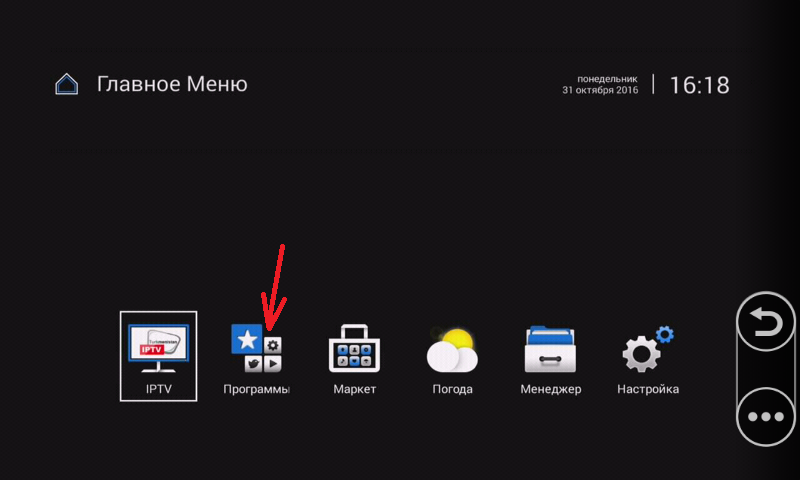 Главное Меню
понедельник
31 октября 2016
16:18
IPTV
IPTV
Программы
Маркет
Погода
Менеджер
Настройка